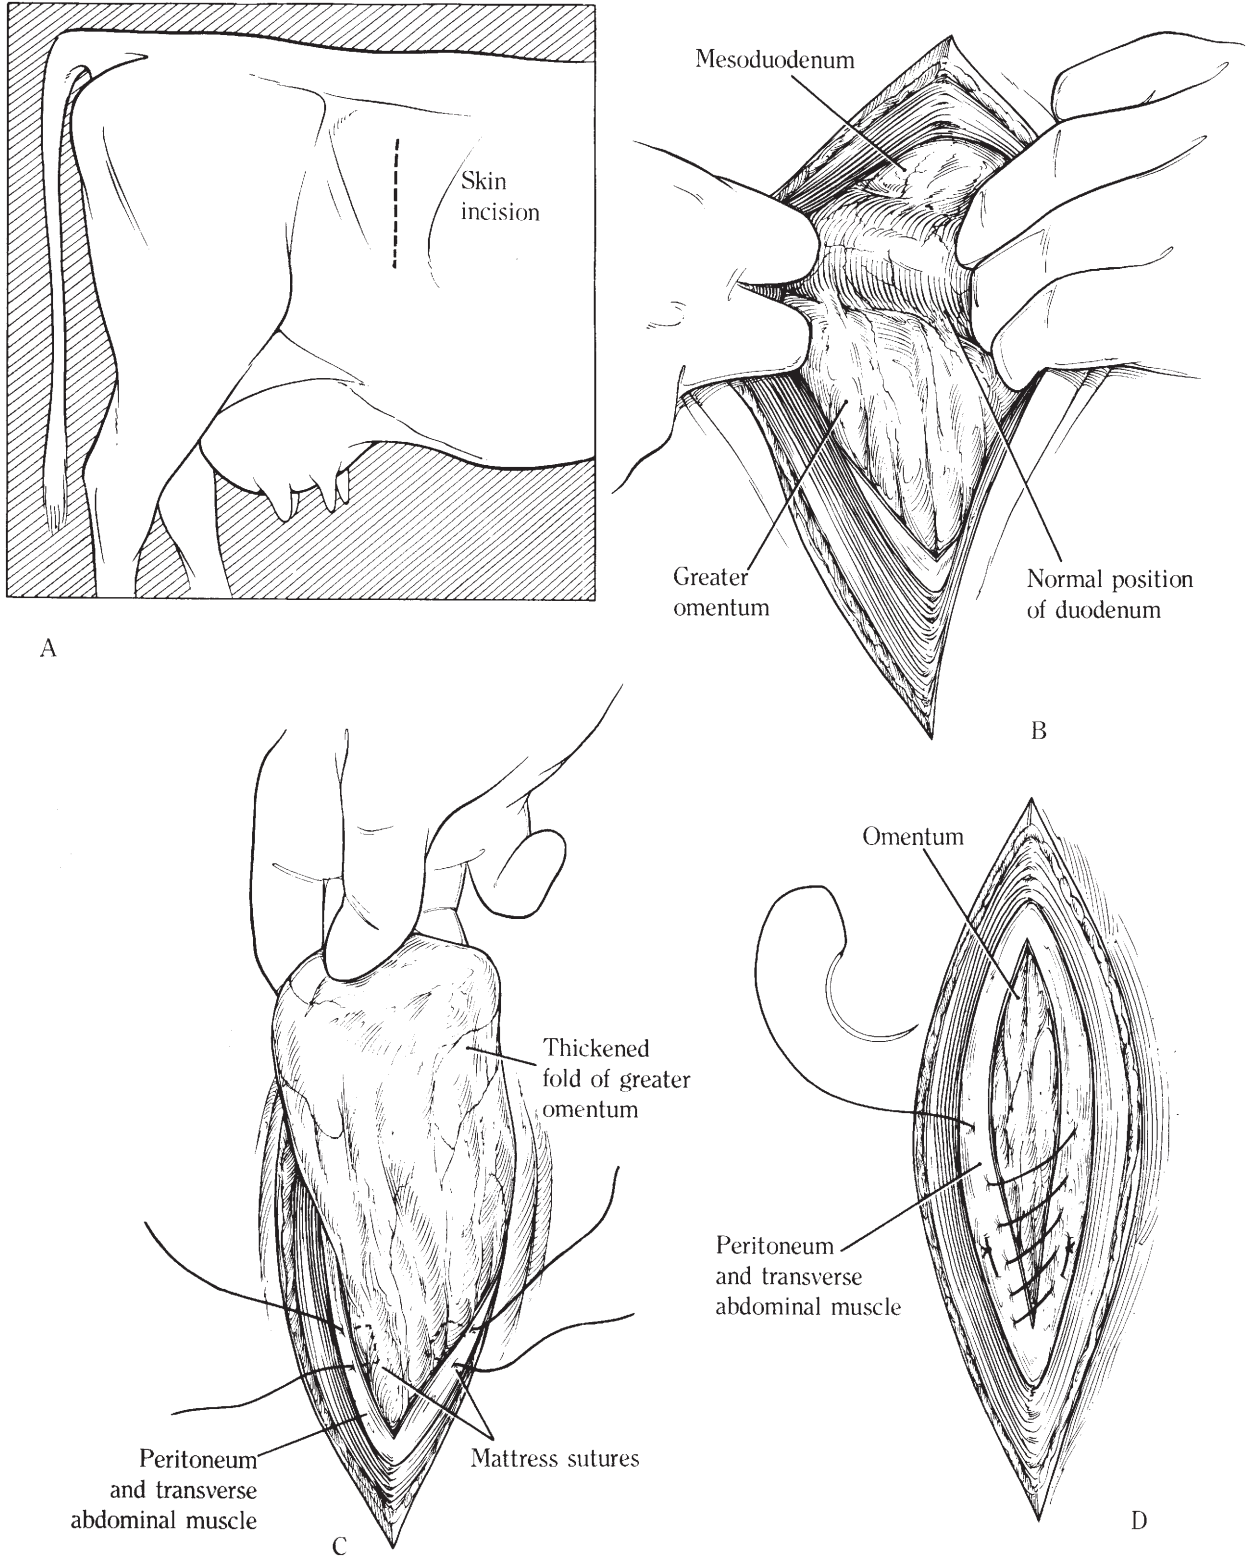 Skin
incision
A
Mesoduodenum
Greater
omentum
Normal position
of duodenum
B
Thickened
fold of greater
omentum
Peritoneum
and transverse
abdominal muscle
Mattress sutures
C
Omentum
Peritoneum
and transverse
abdominal muscle
D